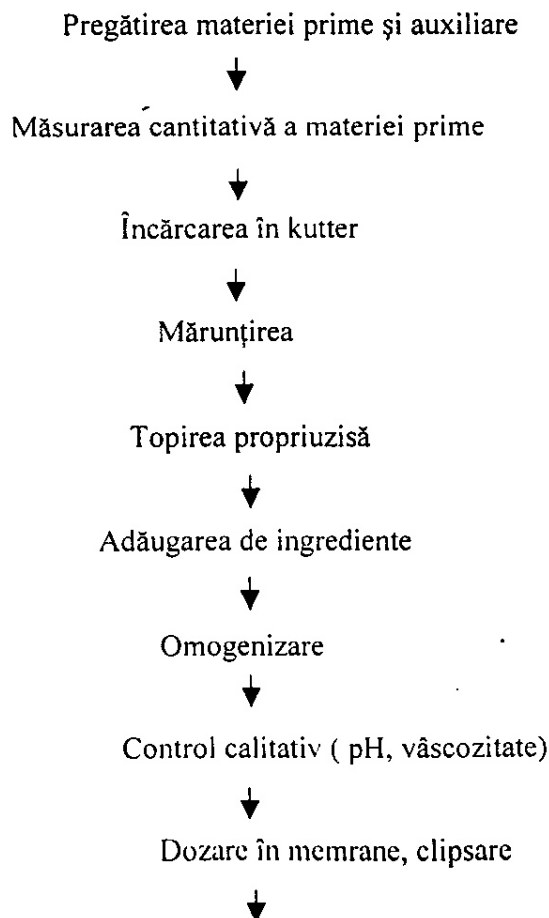 Pregătirea materiei prime și auxiliare
Măsurarea cantitativă a materiei prime
Încărcarea în kutter
Mărunțirea
Topirea propriuzisă
Adăugarea de ingrediente
Omogenizare
Control calitativ ( pH, vâscozitate)
Dozare în memrane, clipsare